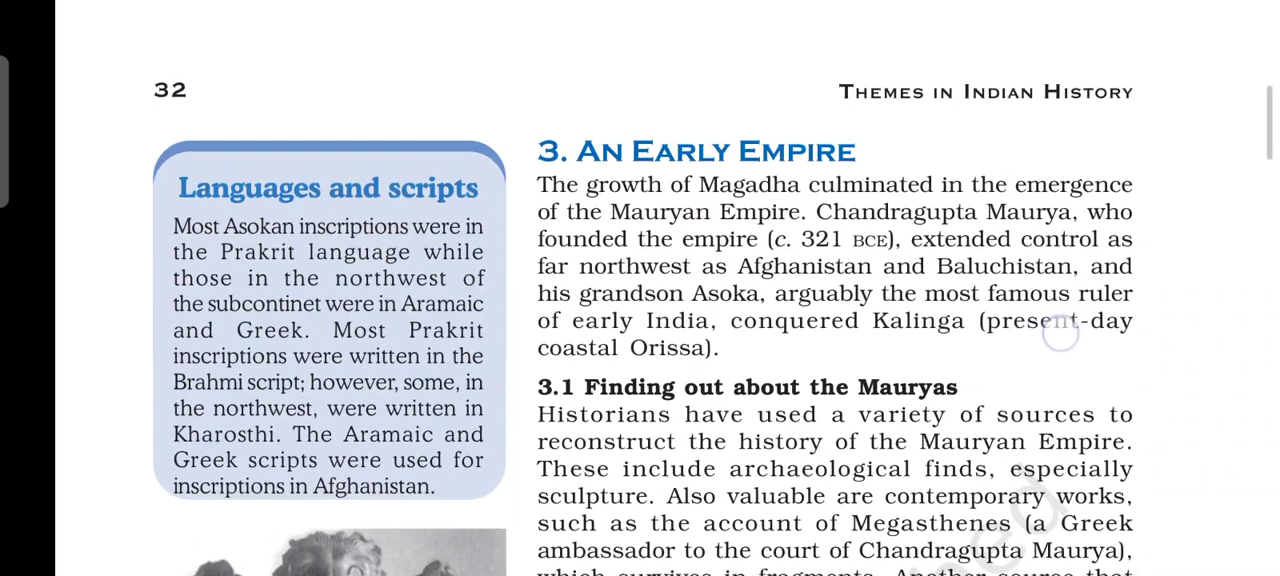 32
THEMES IN INDIAN HISTORY
Languages and scripts
Most Asokan inscriptions were in
the Prakrit language while
those in the northwest of
the subcontinet were in Aramaic
and Greek. Most Prakrit
inscriptions were written in the
Brahmi script; however, some, in
the northwest, were written in
Kharosthi. The Aramaic and
Greek scripts were used for
inscriptions in Afghanistan.
3. AN EARLY EMPIRE
The growth of Magadha culminated in the emergence
of the Mauryan Empire. Chandragupta Maurya, who
founded the empire (c. 321 BCE), extended control as
far northwest as Afghanistan and Baluchistan, and
his grandson Asoka, arguably the most famous ruler
of early India, conquered Kalinga (present-day
coastal Orissa).
3.1 Finding out about the Mauryas
Historians have used a variety of sources to
reconstruct the history of the Mauryan Empire.
These include archaeological finds, especially
sculpture. Also valuable are contemporary works,
such as the account of Megasthenes (a Greek
ambassador to the court of Chandragupta Maurya),
which survives in fragments. Another source that